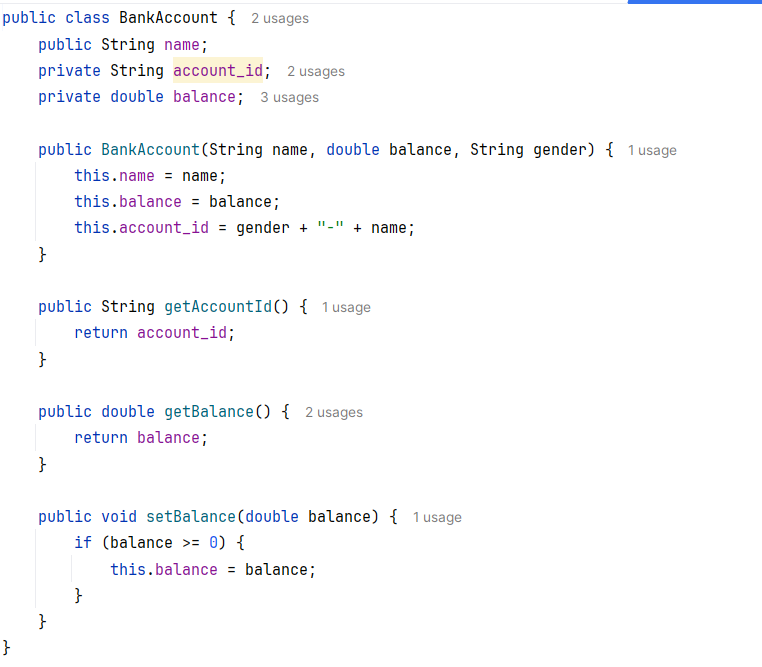 public class BankAccount {  2 usages
    public String name;
    private String account_id;  2 usages
    private double balance;  3 usages

    public BankAccount(String name, double balance, String gender) {  1 usage
        this.name = name;
        this.balance = balance;
        this.account_id = gender + "-" + name;
    }

    public String getAccountId() {  1 usage
        return account_id;
    }

    public double getBalance() {  2 usages
        return balance;
    }

    public void setBalance(double balance) {  1 usage
        if (balance >= 0) {
            this.balance = balance;
        }
    }
}